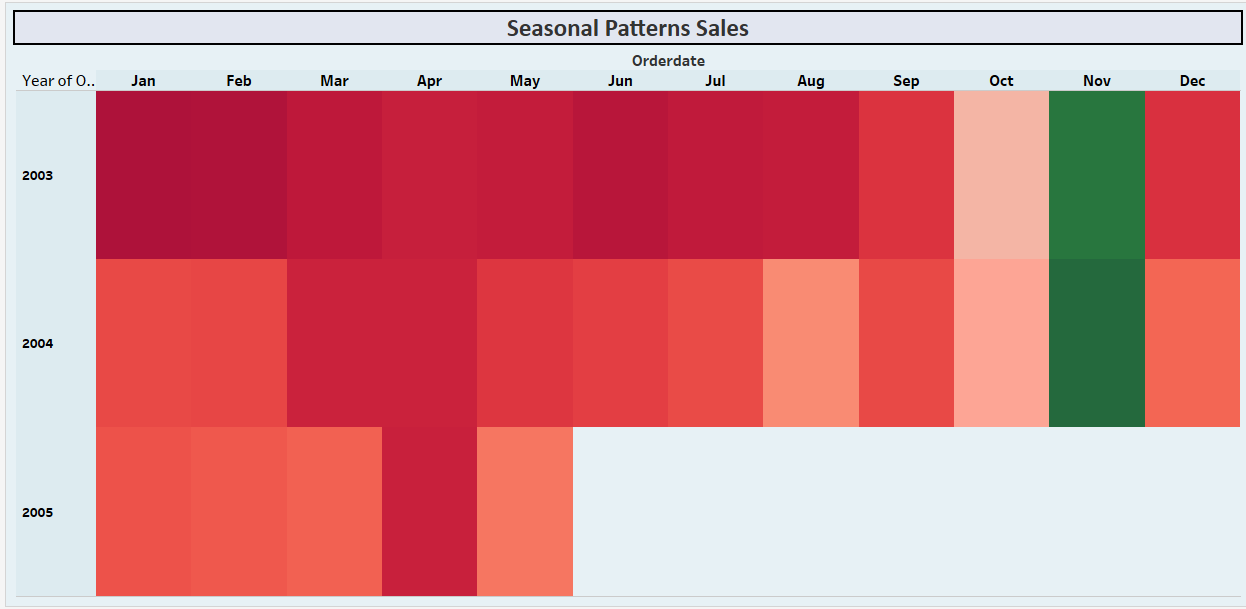 Seasonal Patterns Sales
Orderdate
Year of O.. Jan Feb Mar Apr May Jun Jul Aug Sep Oct Nov Dec
2003
2004
2005